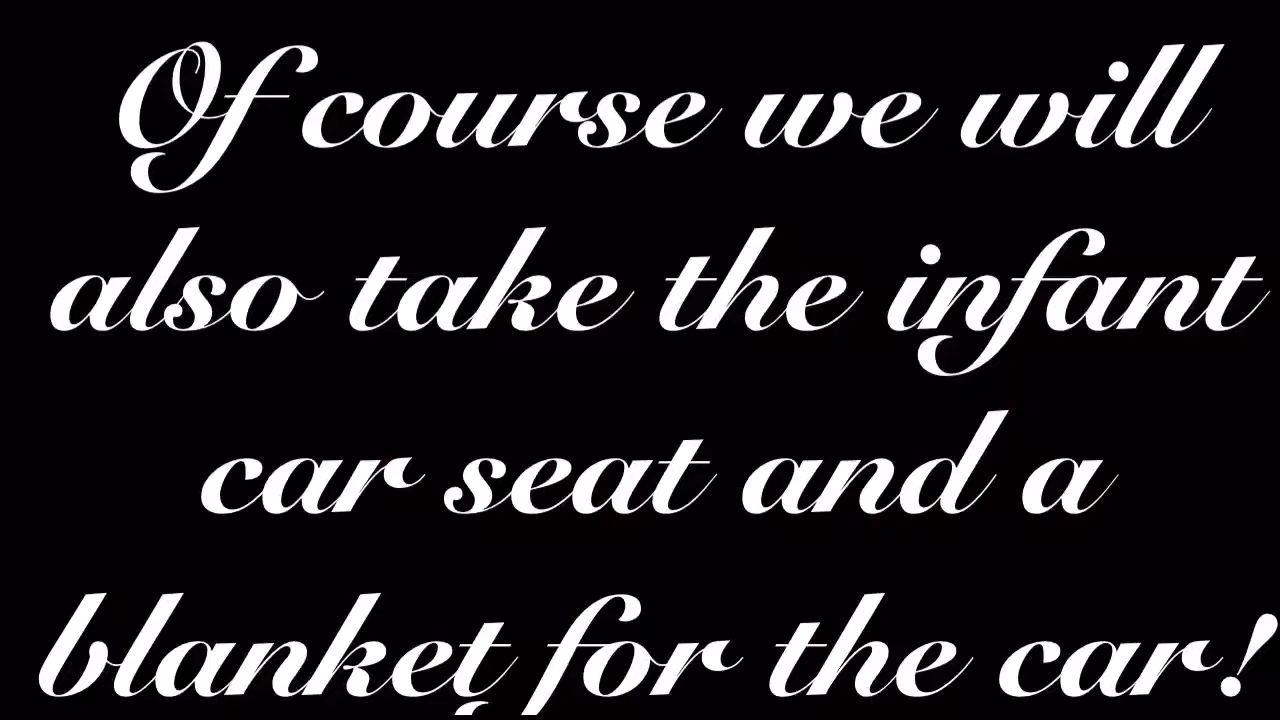 Of course we will
also take the infant
car seat and a
blanket for the car!